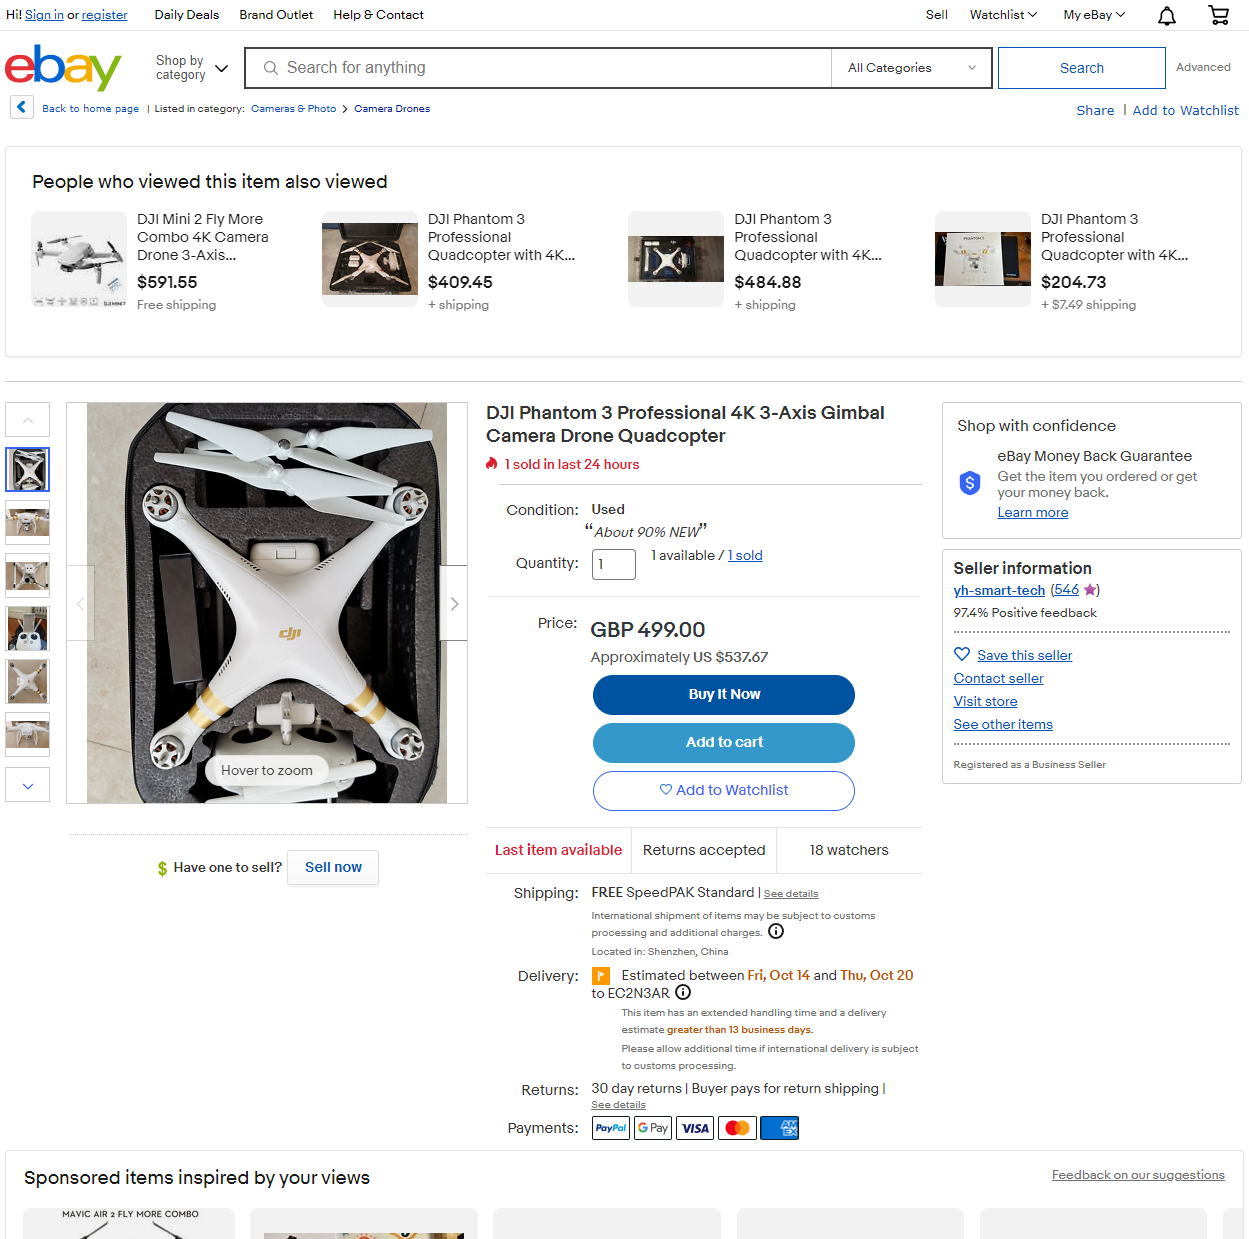 Hi! Sign in or register Daily Deals Brand Outlet Help & Contact Sell Watchlist My eBay
ebay Shop by category Search for anything All Categories Search Advanced
Back to home page | Listed in category: Cameras & Photo > Camera Drones Share | Add to Watchlist
People who viewed this item also viewed
DJI Mini 2 Fly More
Combo 4K Camera
Drone 3-Axis...
$591.55
Free shipping
DJI Phantom 3
Professional
Quadcopter with 4K...
$409.45
+ shipping
DJI Phantom 3
Professional
Quadcopter with 4K...
$484.88
+ shipping
DJI Phantom 3
Professional
Quadcopter with 4K...
$204.73
+ $7.49 shipping
dji
Hover to zoom
$ Have one to sell? Sell now
DJI Phantom 3 Professional 4K 3-Axis Gimbal
Camera Drone Quadcopter
1 sold in last 24 hours
Condition: Used
“About 90% NEW”
Quantity: 1 1 available / 1 sold
Price: GBP 499.00
Approximately US $537.67
Buy It Now
Add to cart
Add to Watchlist
Last item available Returns accepted 18 watchers
Shipping: FREE SpeedPAK Standard | See details
International shipment of items may be subject to customs
processing and additional charges.
Located in: Shenzhen, China
Delivery: Estimated between Fri, Oct 14 and Thu, Oct 20
to EC2N3AR
This item has an extended handling time and a delivery
estimate greater than 13 business days.
Please allow additional time if international delivery is subject
to customs processing.
Returns: 30 day returns | Buyer pays for return shipping |
See details
Payments: PayPal G Pay VISA AMEX
Shop with confidence
eBay Money Back Guarantee
Get the item you ordered or get
your money back.
Learn more
Seller information
yh-smart-tech (546)
97.4% Positive feedback
Save this seller
Contact seller
Visit store
See other items
Registered as a Business Seller
Sponsored items inspired by your views Feedback on our suggestions
MAVIC AIR 2 FLY MORE COMBO